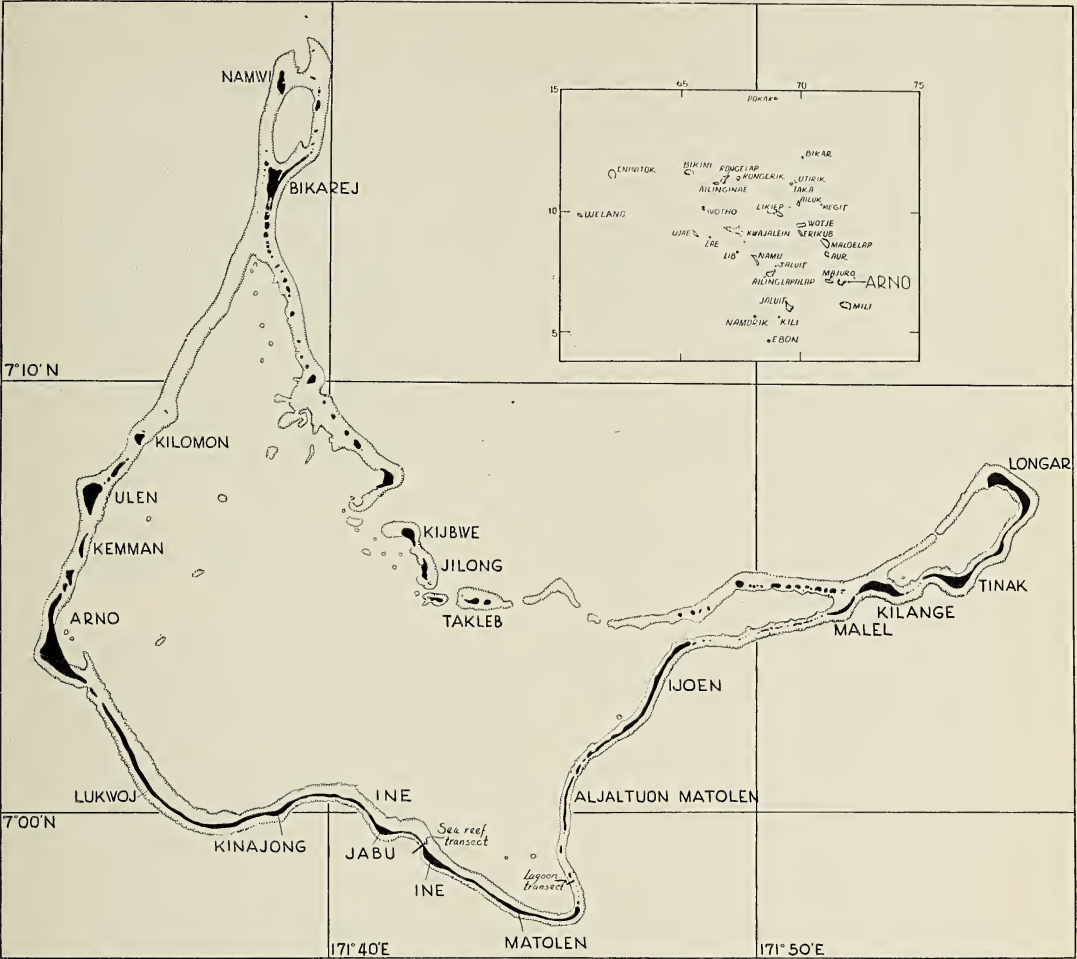 NAMWI
BIKAREJ
7°10'N
KILOMON
ULEN
KEMMAN
ARNO
LUKWOJ
7°00'N
KINAJONG
INE
JABU
Sea reef
transect
INE
Lagoon
transect
MATOLEN
171°40'E
171°50'E
KIJBWE
JILONG
TAKLEB
LONGAR
TINAK
KILANGE
MALEL
IJOEN
ALJALTUON MATOLEN
15
65
70
75
POKAK
BIKAR
ENIWITOK
BIKINI
RONGELAP
RONGERIK
UTIRIK
AILINGINAE
TAKA
AILUK
LIKIEP
MEGIT
10
UJELANG
WOTHO
WOTJE
UJAE
KWAJALEIN
ERIKUB
LAE
MALOELAP
LIB
NAMU
AUR
JALUIT
MAJURO
AILINGLAPALAP
ARNO
JALUIT
MILI
NAMORIK
KILI
5
EBON